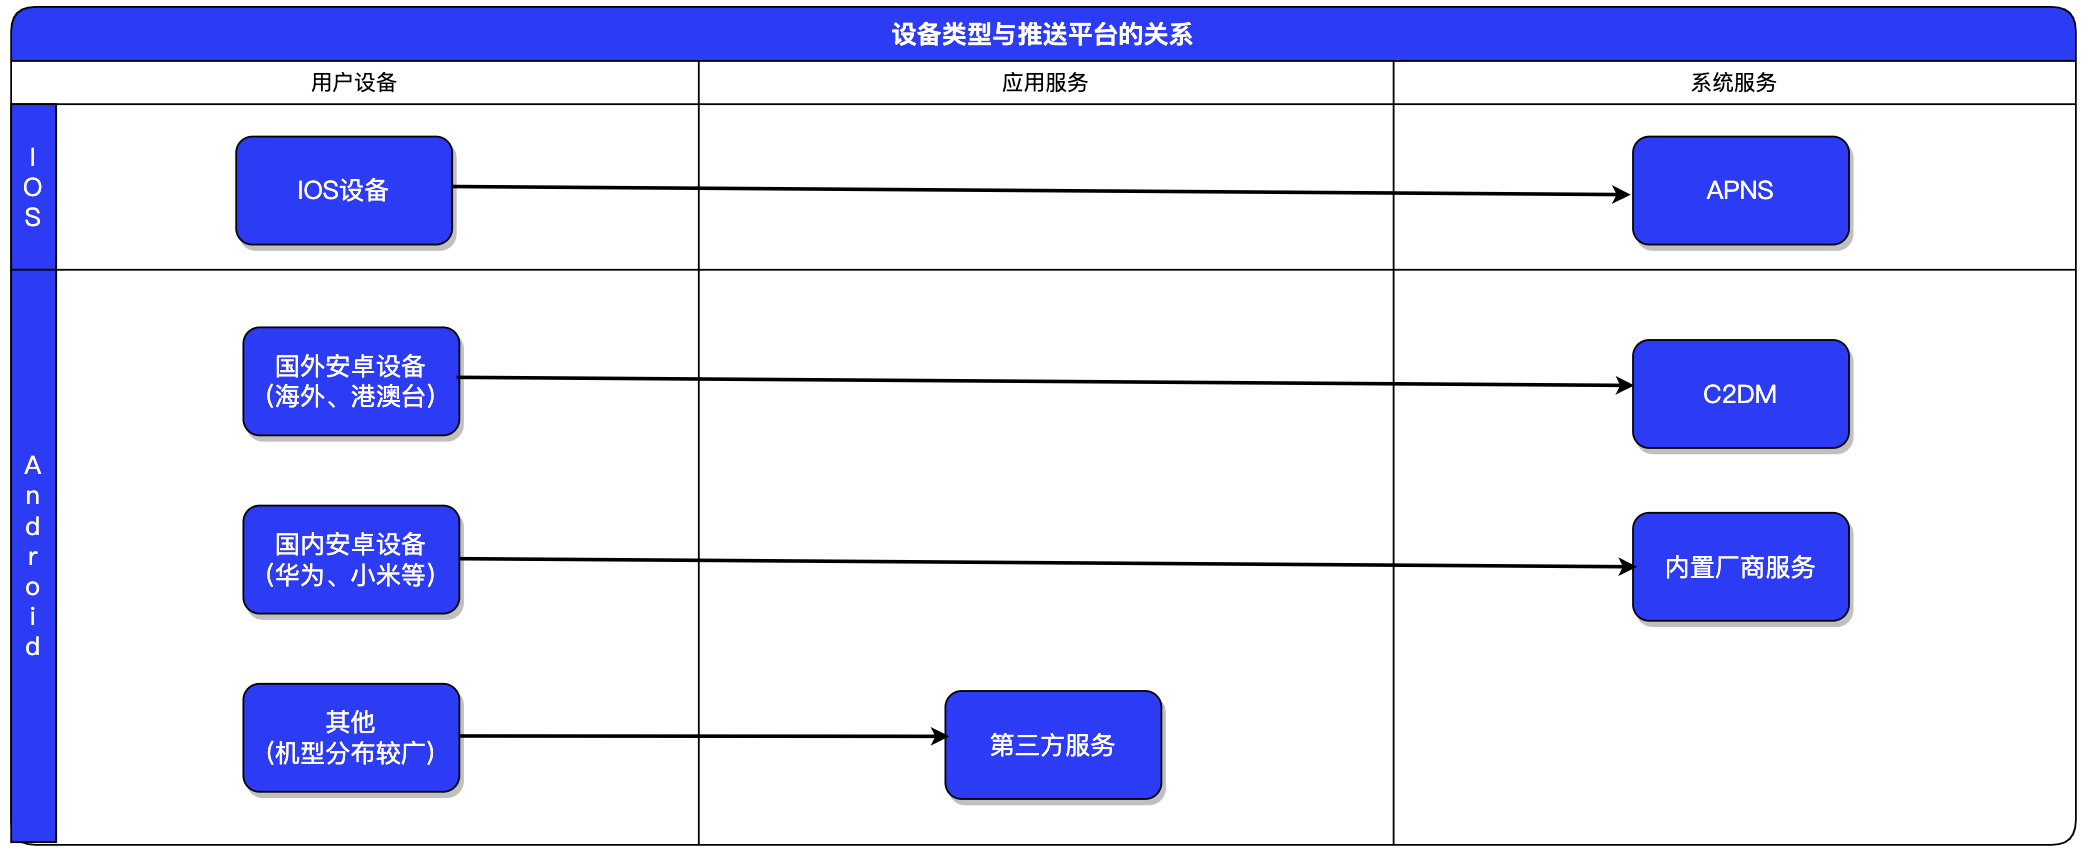 设备类型与推送平台的关系
用户设备
应用服务
系统服务
IOS
IOS设备
APNS
Android
国外安卓设备
(海外、港澳台)
C2DM
国内安卓设备
(华为、小米等)
内置厂商服务
其他
(机型分布较广)
第三方服务